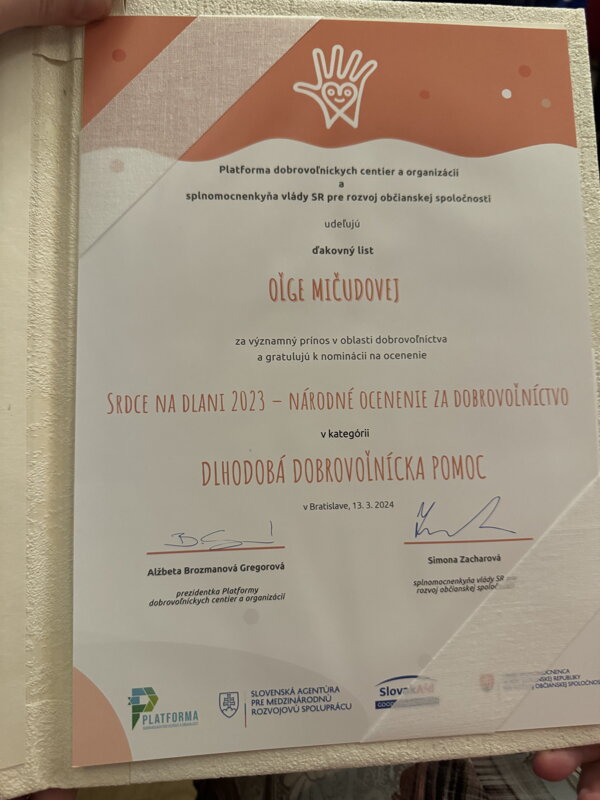 Platforma dobrovoľníckych centier a organizácií
a
splnomocnenkyňa vlády SR pre rozvoj občianskej spoločnosti
udeľujú
ďakovný list
OĽGE MIČUDOVEJ
za významný prínos v oblasti dobrovoľníctva
a gratulujú k nominácii na ocenenie
SRDCE NA DLANI 2023 – NÁRODNÉ OCENENIE ZA DOBROVOĽNÍCTVO
v kategórii
DLHODOBÁ DOBROVOĽNÍCKA POMOC
v Bratislave, 13. 3. 2024
Alžbeta Brozmanová Gregorová
prezidentka Platformy
dobrovoľníckych centier a organizácií
Simona Zacharová
splnomocnenkyňa vlády SR
rozvoj občianskej
PLATFORMA
SLOVENSKÁ AGENTÚRA
PRE MEDZINÁRODNÚ
ROZVOJOVÚ SPOLUPRÁCU
SlovakAid